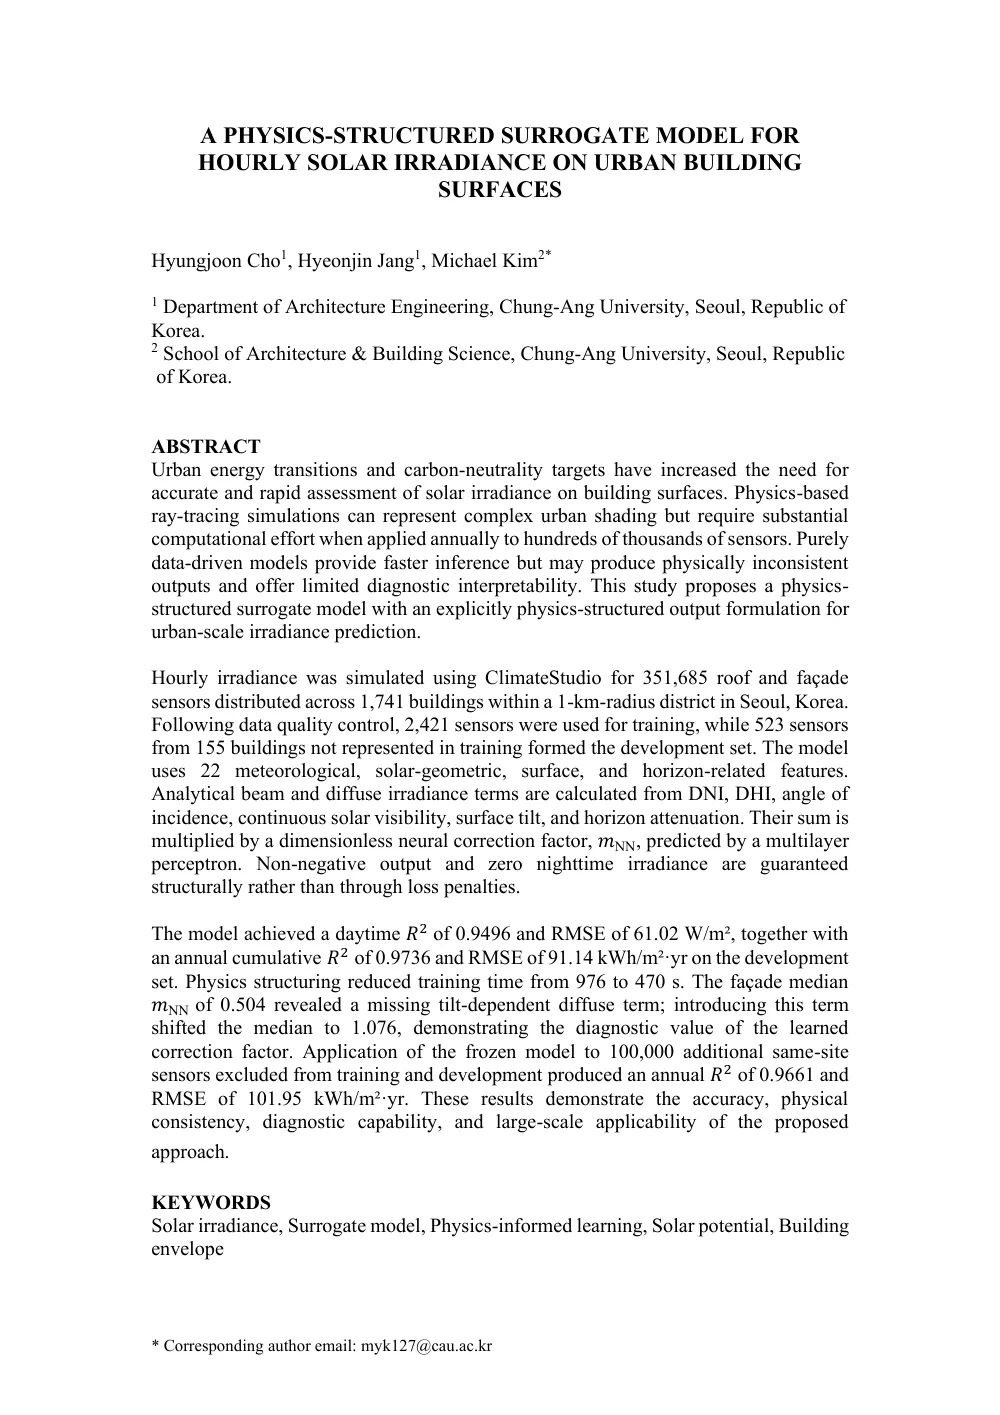 A PHYSICS-STRUCTURED SURROGATE MODEL FOR
HOURLY SOLAR IRRADIANCE ON URBAN BUILDING
SURFACES
Hyungjoon Cho1, Hyeonjin Jang1, Michael Kim2*
1 Department of Architecture Engineering, Chung-Ang University, Seoul, Republic of
Korea.
2 School of Architecture & Building Science, Chung-Ang University, Seoul, Republic
of Korea.
ABSTRACT
Urban energy transitions and carbon-neutrality targets have increased the need for
accurate and rapid assessment of solar irradiance on building surfaces. Physics-based
ray-tracing simulations can represent complex urban shading but require substantial
computational effort when applied annually to hundreds of thousands of sensors. Purely
data-driven models provide faster inference but may produce physically inconsistent
outputs and offer limited diagnostic interpretability. This study proposes a physics-
structured surrogate model with an explicitly physics-structured output formulation for
urban-scale irradiance prediction.
Hourly irradiance was simulated using ClimateStudio for 351,685 roof and façade
sensors distributed across 1,741 buildings within a 1-km-radius district in Seoul, Korea.
Following data quality control, 2,421 sensors were used for training, while 523 sensors
from 155 buildings not represented in training formed the development set. The model
uses 22 meteorological, solar-geometric, surface, and horizon-related features.
Analytical beam and diffuse irradiance terms are calculated from DNI, DHI, angle of
incidence, continuous solar visibility, surface tilt, and horizon attenuation. Their sum is
multiplied by a dimensionless neural correction factor, mNN, predicted by a multilayer
perceptron. Non-negative output and zero nighttime irradiance are guaranteed
structurally rather than through loss penalties.
The model achieved a daytime R² of 0.9496 and RMSE of 61.02 W/m², together with
an annual cumulative R² of 0.9736 and RMSE of 91.14 kWh/m²·yr on the development
set. Physics structuring reduced training time from 976 to 470 s. The façade median
mNN of 0.504 revealed a missing tilt-dependent diffuse term; introducing this term
shifted the median to 1.076, demonstrating the diagnostic value of the learned
correction factor. Application of the frozen model to 100,000 additional same-site
sensors excluded from training and development produced an annual R² of 0.9661 and
RMSE of 101.95 kWh/m²·yr. These results demonstrate the accuracy, physical
consistency, diagnostic capability, and large-scale applicability of the proposed
approach.
KEYWORDS
Solar irradiance, Surrogate model, Physics-informed learning, Solar potential, Building
envelope
* Corresponding author email: myk127@cau.ac.kr